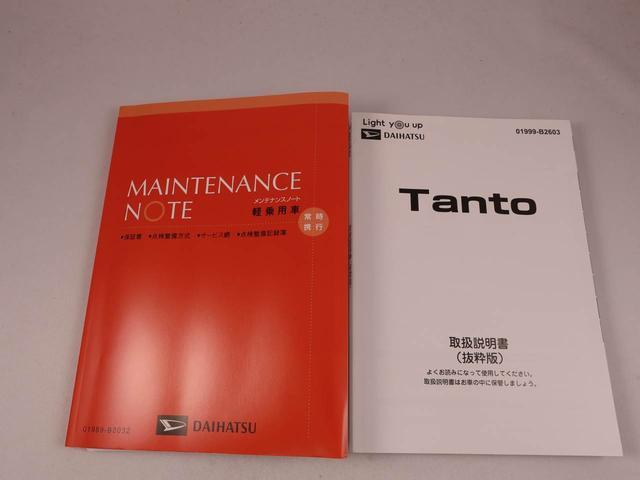 MAINTENANCE
NOTE
メンテナンスノート
軽乗用車
常時
携行
●保証書 ●点検整備方式 ●サービス網 ●点検整備記録簿
01989-B2032
DAIHATSU
Light you up
DAIHATSU
01999-B2603
Tanto
取扱説明書
(抜粋版)
よくお読みになって使用してください。
取扱説明書はお車の中に保管しましょう。